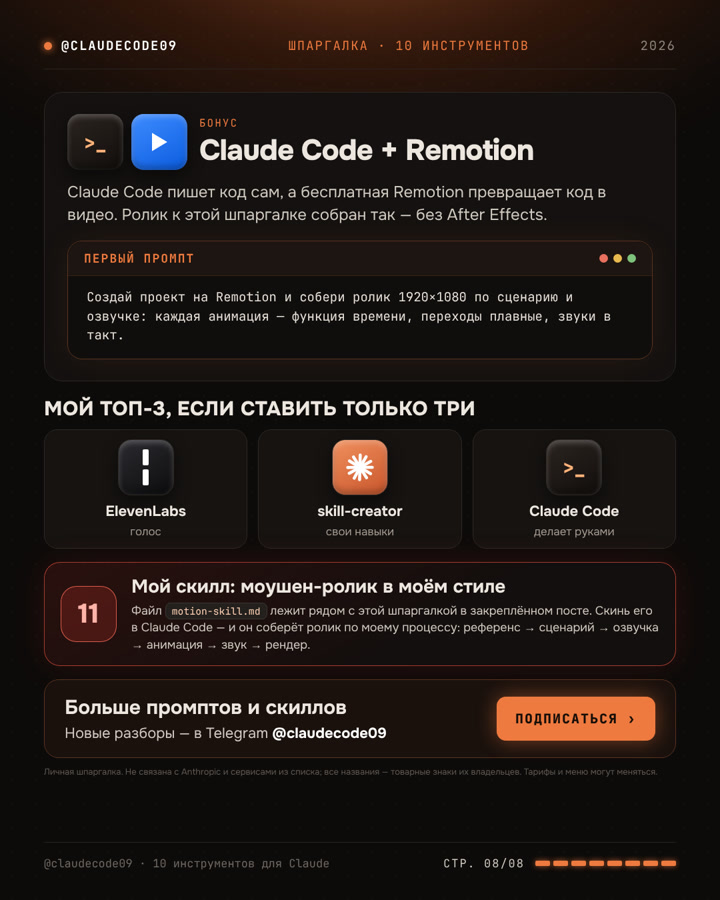 @CLAUDECODE09
ШПАРГАЛКА · 10 ИНСТРУМЕНТОВ
2026
>_
БОНУС
Claude Code + Remotion
Claude Code пишет код сам, а бесплатная Remotion превращает код в
видео. Ролик к этой шпаргалке собран так — без After Effects.
ПЕРВЫЙ ПРОМПТ
Создай проект на Remotion и собери ролик 1920×1080 по сценарию и
озвучке: каждая анимация — функция времени, переходы плавные, звуки в
такт.
МОЙ ТОП-3, ЕСЛИ СТАВИТЬ ТОЛЬКО ТРИ
ElevenLabs
голос
skill-creator
свои навыки
>_
Claude Code
делает руками
11
Мой скилл: моушен-ролик в моём стиле
Файл motion-skill.md лежит рядом с этой шпаргалкой в закреплённом посте. Скинь его
в Claude Code — и он соберёт ролик по моему процессу: референс → сценарий → озвучка
→ анимация → звук → рендер.
Больше промптов и скиллов
Новые разборы — в Telegram @claudecode09
ПОДПИСАТЬСЯ ›
Личная шпаргалка. Не связана с Anthropic и сервисами из списка; все названия — товарные знаки их владельцев. Тарифы и меню могут меняться.
@claudecode09 · 10 инструментов для Claude
СТР. 08/08